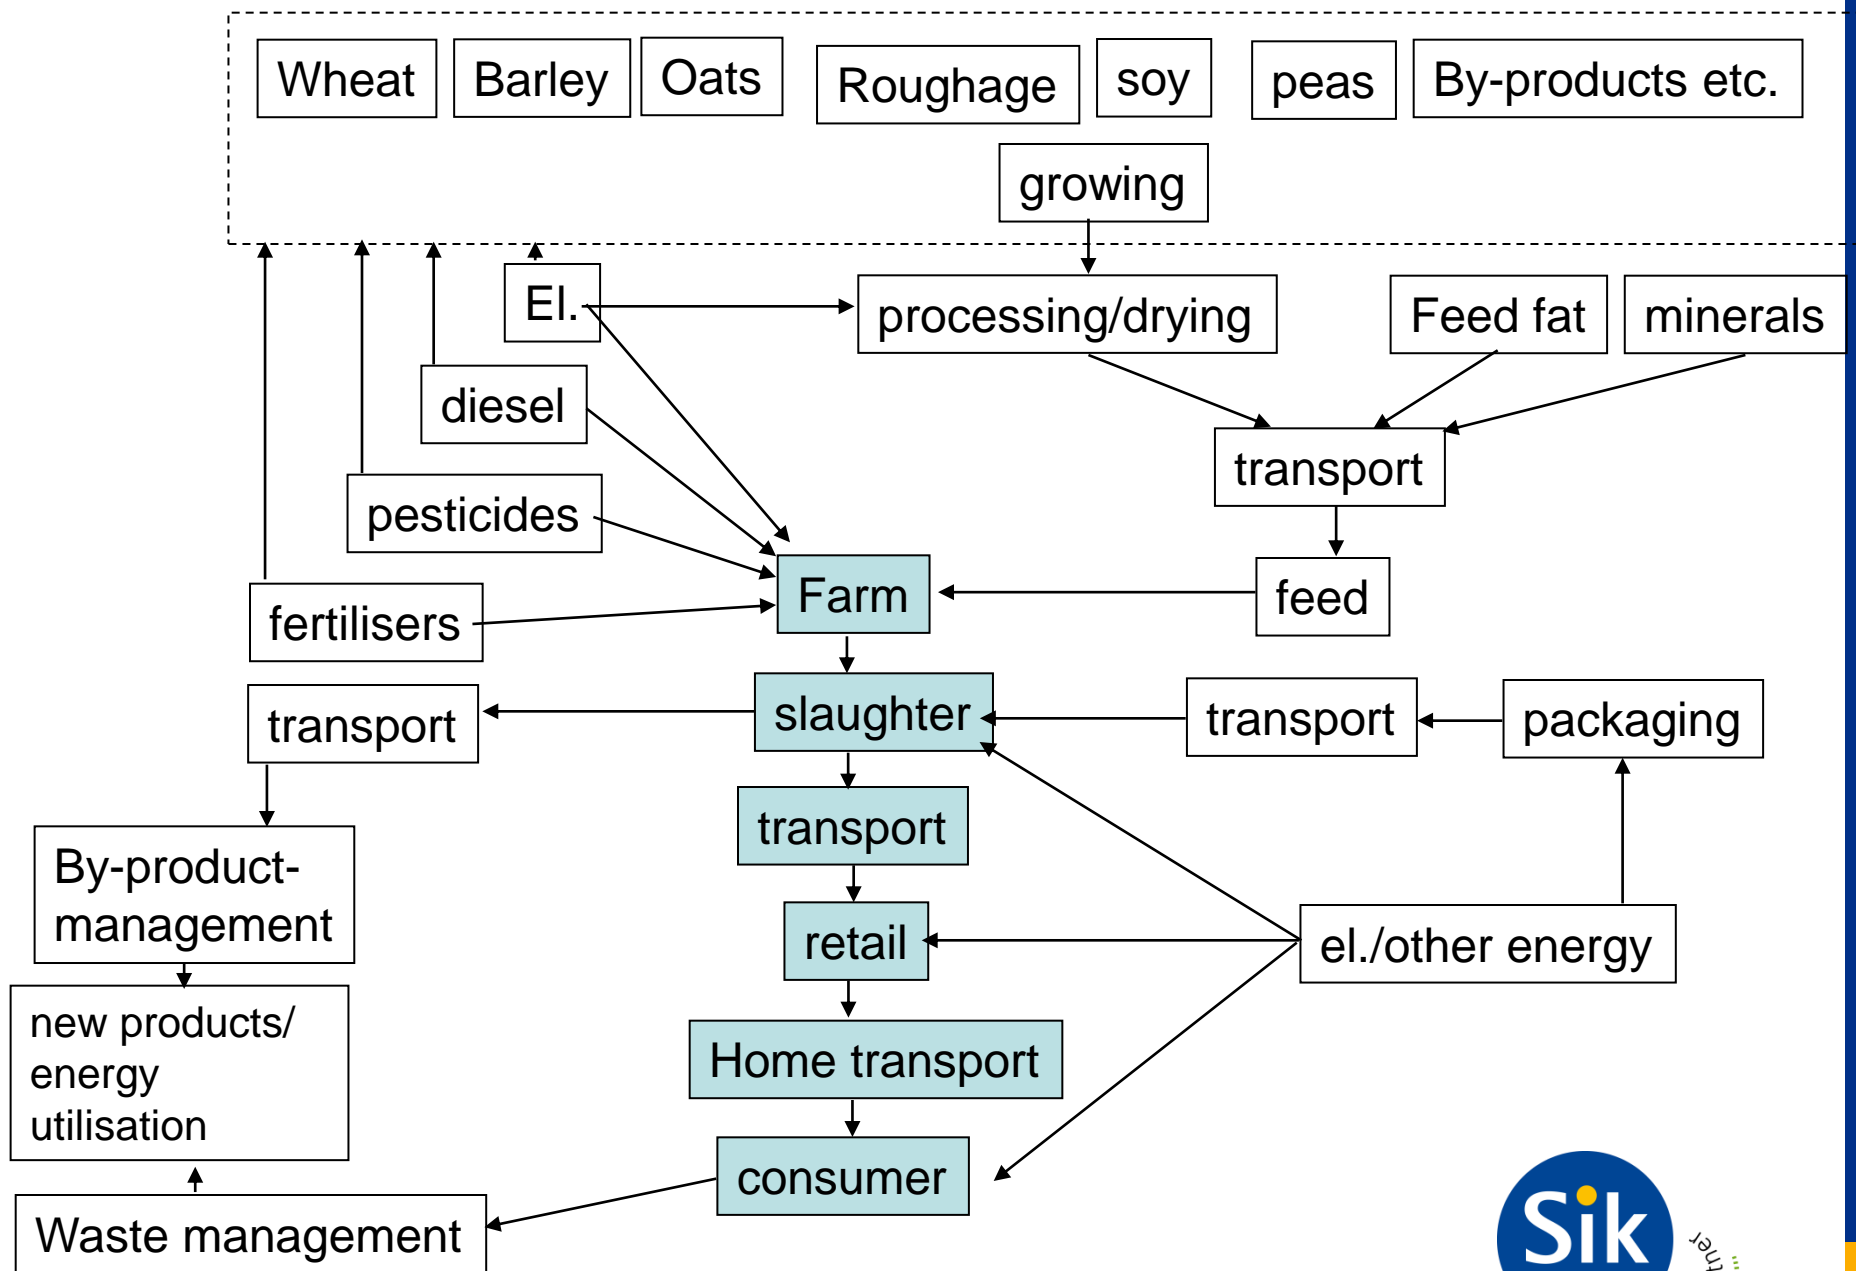 Wheat
Barley
Oats
Roughage
soy
peas
By-products etc.
growing
El.
processing/drying
Feed fat
minerals
diesel
transport
pesticides
Farm
feed
fertilisers
transport
slaughter
transport
packaging
transport
By-product-
management
retail
el./other energy
new products/
energy
utilisation
Home transport
consumer
Waste management
Sik